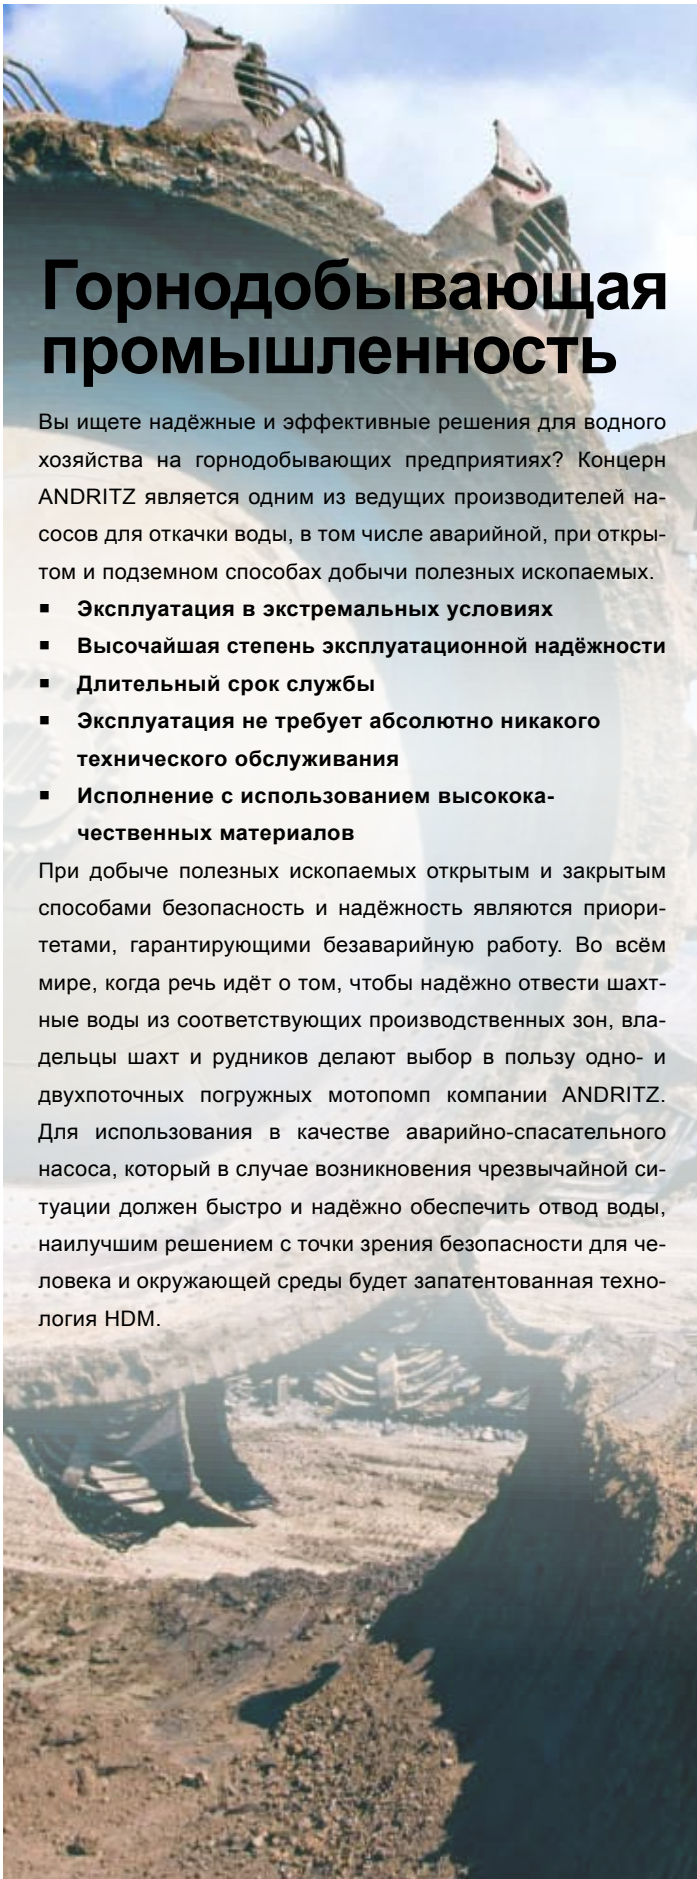 Горнодобывающая
промышленность
Вы ищете надёжные и эффективные решения для водного
хозяйства на горнодобывающих предприятиях? Концерн
ANDRITZ является одним из ведущих производителей на-
сосов для откачки воды, в том числе аварийной, при откры-
том и подземном способах добычи полезных ископаемых.
▪ Эксплуатация в экстремальных условиях
▪ Высочайшая степень эксплуатационной надёжности
▪ Длительный срок службы
▪ Эксплуатация не требует абсолютно никакого
технического обслуживания
▪ Исполнение с использованием высокока-
чественных материалов
При добыче полезных ископаемых открытым и закрытым
способами безопасность и надёжность являются приори-
тетами, гарантирующими безаварийную работу. Во всём
мире, когда речь идёт о том, чтобы надёжно отвести шахт-
ные воды из соответствующих производственных зон, вла-
дельцы шахт и рудников делают выбор в пользу одно- и
двухпоточных погружных мотопомп компании ANDRITZ.
Для использования в качестве аварийно-спасательного
насоса, который в случае возникновения чрезвычайной си-
туации должен быстро и надёжно обеспечить отвод воды,
наилучшим решением с точки зрения безопасности для че-
ловека и окружающей среды будет запатентованная техно-
логия HDM.